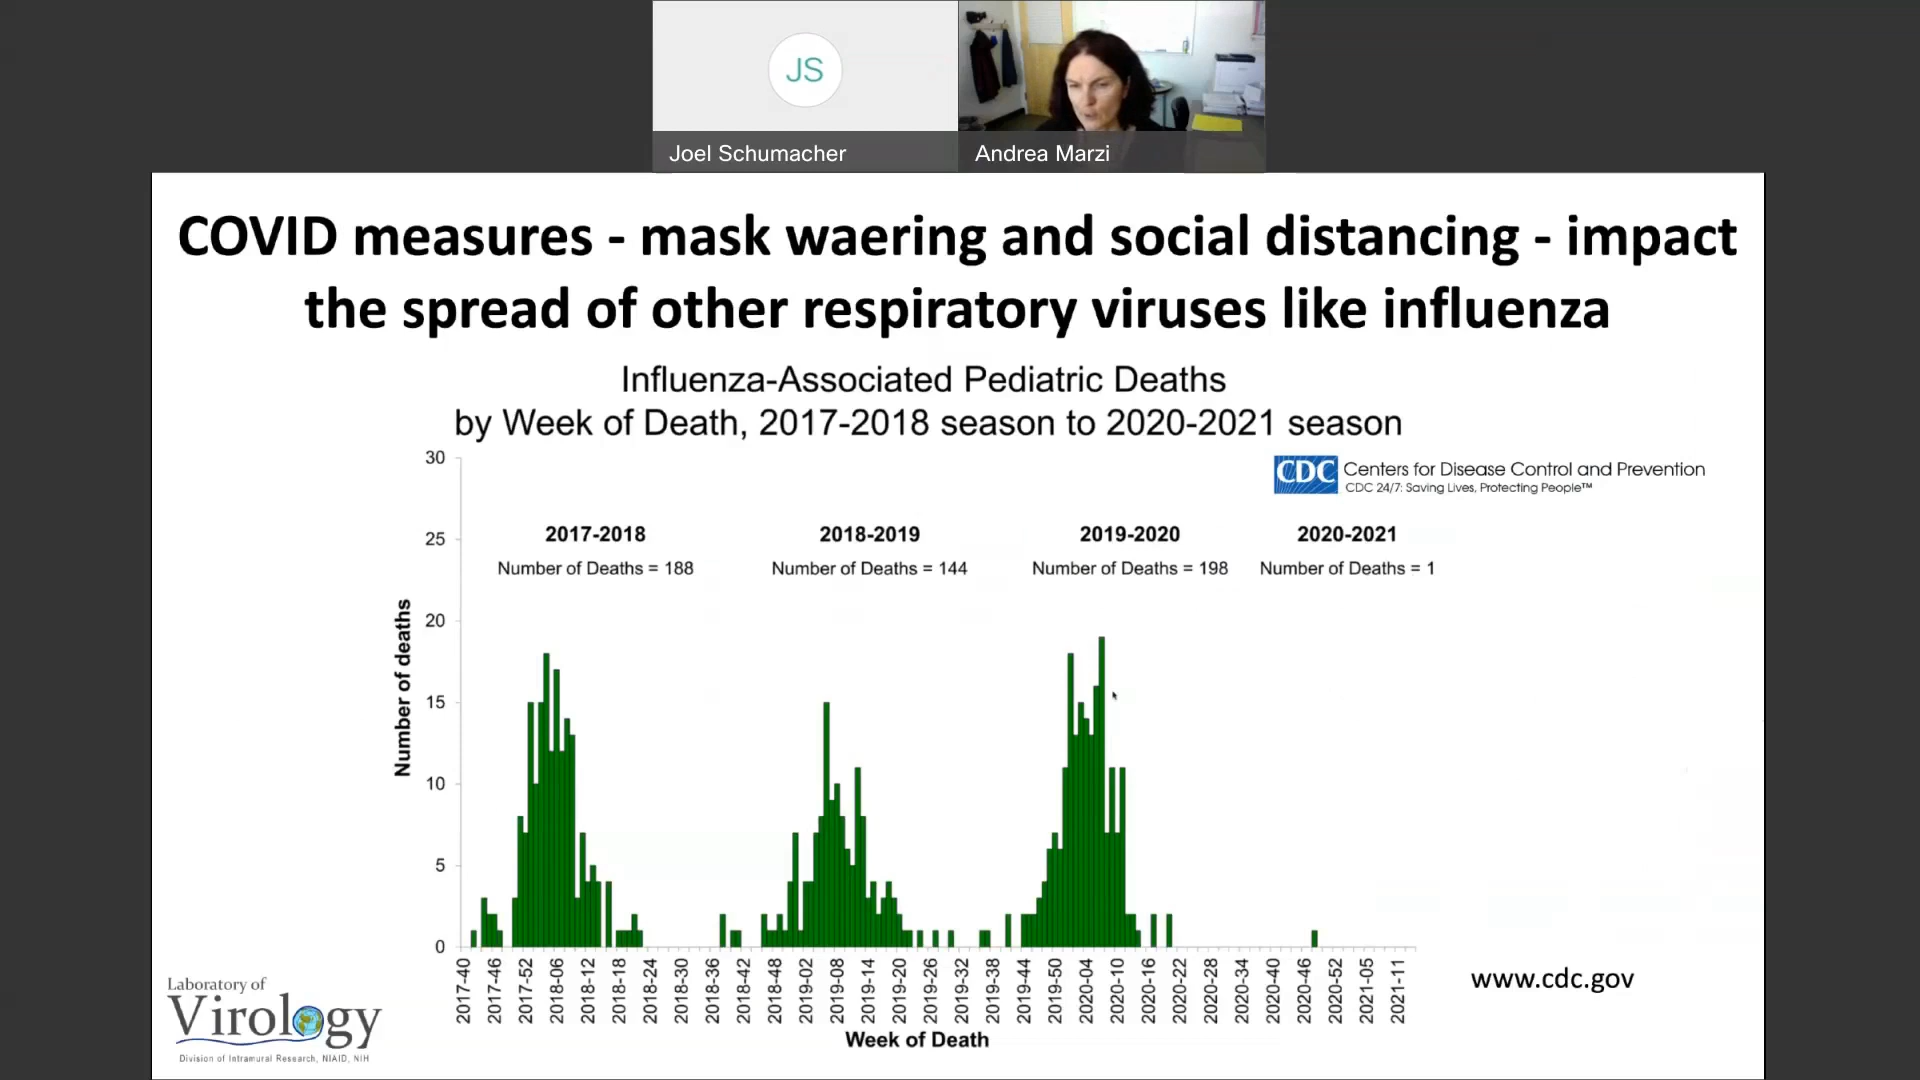 JS
Joel Schumacher
Andrea Marzi
COVID measures - mask waering and social distancing - impact
the spread of other respiratory viruses like influenza
Influenza-Associated Pediatric Deaths
by Week of Death, 2017-2018 season to 2020-2021 season
CDC Centers for Disease Control and Prevention
CDC 24/7: Saving Lives, Protecting People™
30
25
20
15
10
5
0
Number of deaths
2017-2018
Number of Deaths = 188
2018-2019
Number of Deaths = 144
2019-2020
Number of Deaths = 198
2020-2021
Number of Deaths = 1
2017-40
2017-46
2017-52
2018-06
2018-12
2018-18
2018-24
2018-30
2018-36
2018-42
2018-48
2019-02
2019-08
2019-14
2019-20
2019-26
2019-32
2019-38
2019-44
2019-50
2020-04
2020-10
2020-16
2020-22
2020-28
2020-34
2020-40
2020-46
2020-52
2021-05
2021-11
Week of Death
www.cdc.gov
Laboratory of
Virology
Division of Intramural Research, NIAID, NIH